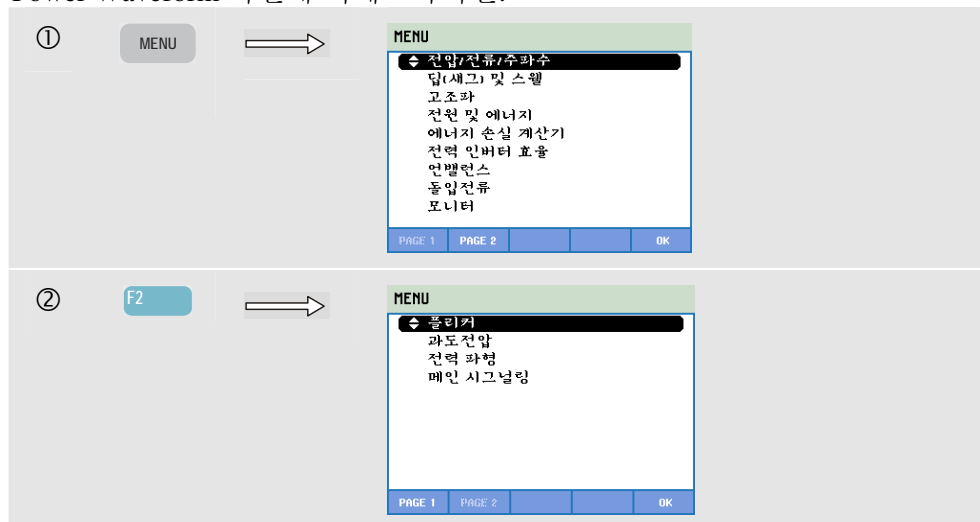 Power Waveform
① MENU
MENU
전압/전류/주파수
딥(새그) 및 스웰
고조파
전원 및 에너지
에너지 손실 계산기
전력 인버터 효율
언밸런스
돌입전류
모니터
PAGE 1 PAGE 2 OK
② F2
MENU
플리커
과도전압
전력 파형
메인 시그널링
PAGE 1 PAGE 2 OK